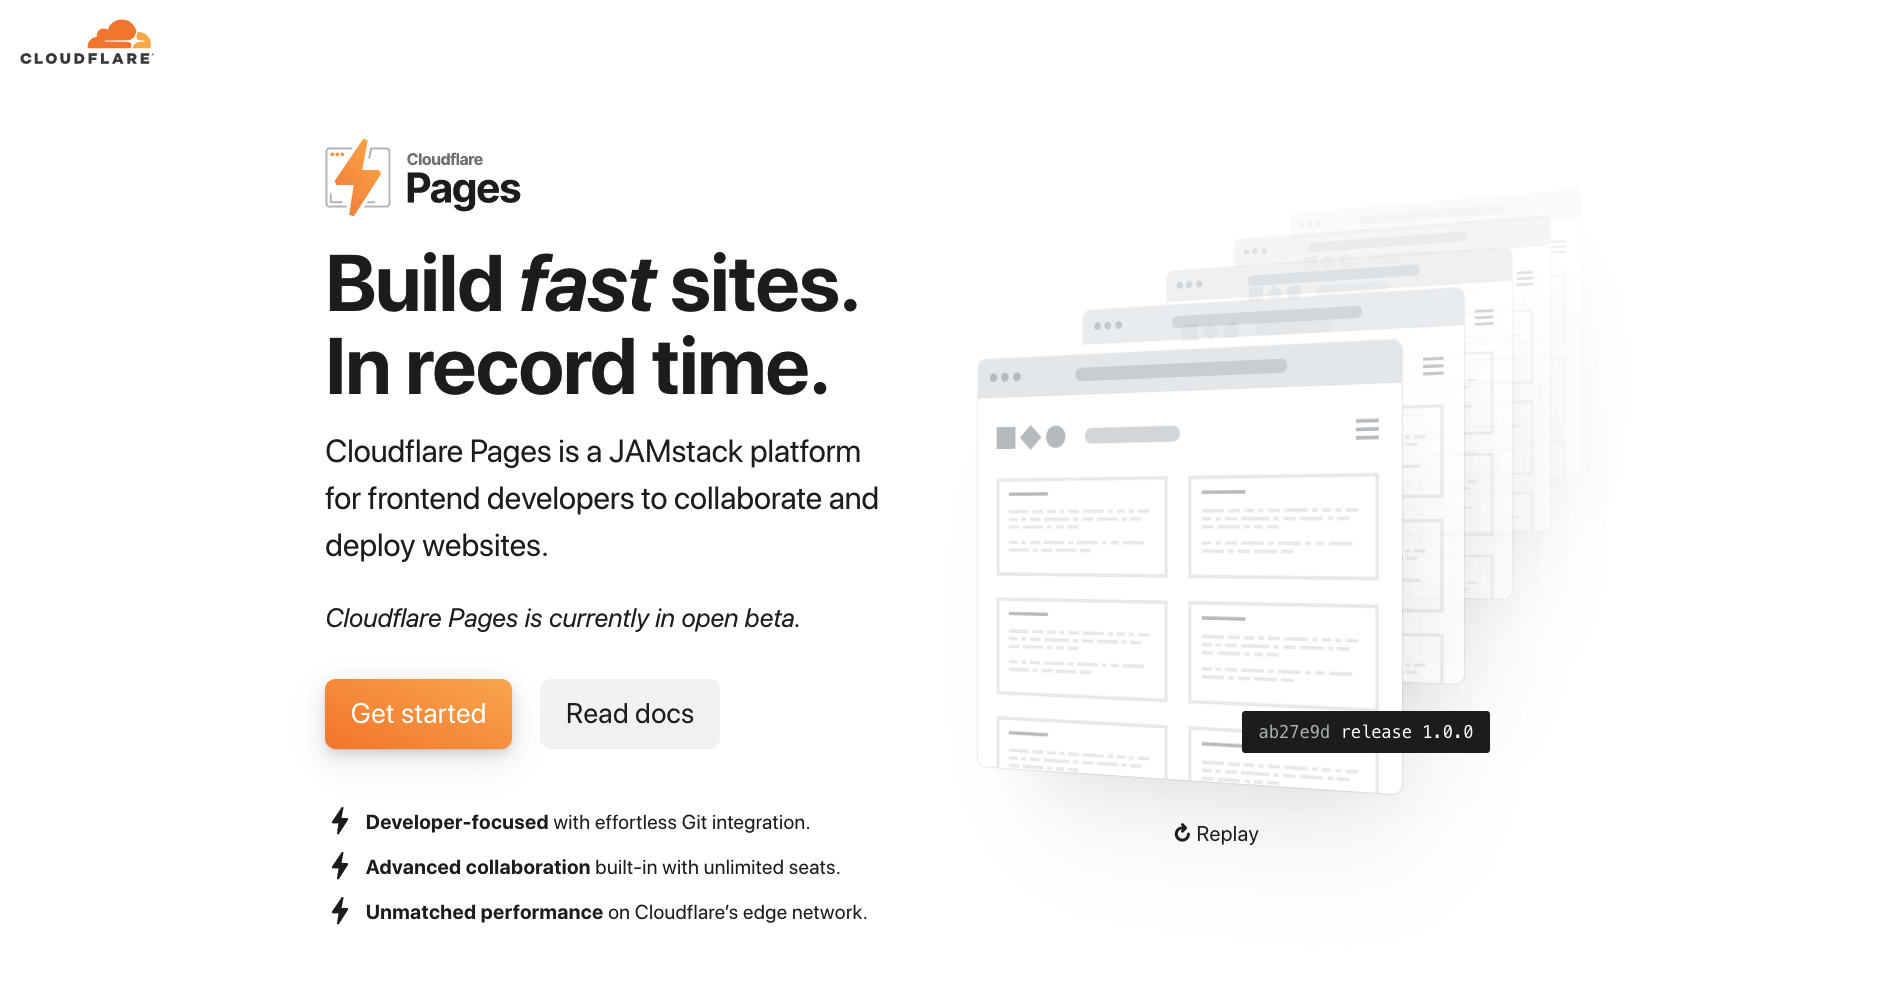 CLOUDFLARE
Cloudflare
Pages
Build fast sites.
In record time.
Cloudflare Pages is a JAMstack platform
for frontend developers to collaborate and
deploy websites.
Cloudflare Pages is currently in open beta.
Get started
Read docs
Developer-focused with effortless Git integration.
Advanced collaboration built-in with unlimited seats.
Unmatched performance on Cloudflare’s edge network.
ab27e9d release 1.0.0
Replay